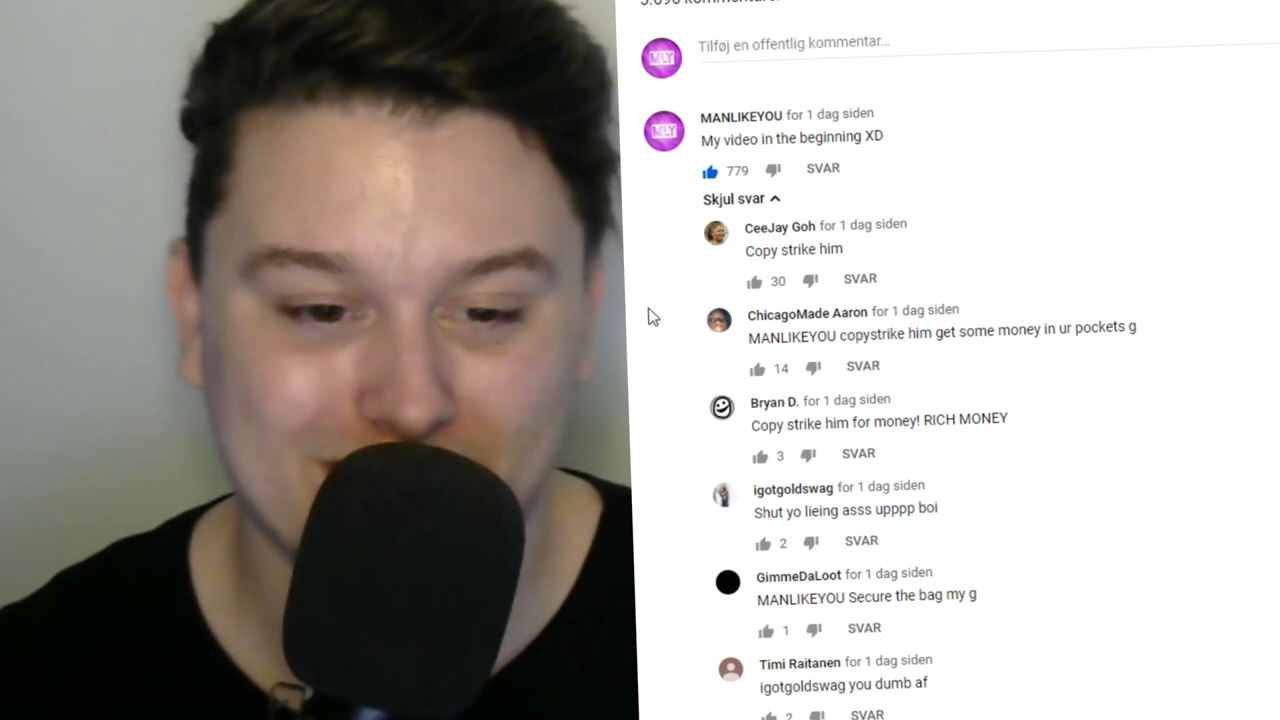 Tilføj en offentlig kommentar...
MLY
MLY
MANLIKEYOU for 1 dag siden
My video in the beginning XD
779 SVAR
Skjul svar
CeeJay Goh for 1 dag siden
Copy strike him
30 SVAR
ChicagoMade Aaron for 1 dag siden
MANLIKEYOU copystrike him get some money in ur pockets g
14 SVAR
Bryan D. for 1 dag siden
Copy strike him for money! RICH MONEY
3 SVAR
igotgoldswag for 1 dag siden
Shut yo lieing asss upppp boi
2 SVAR
GimmeDaLoot for 1 dag siden
MANLIKEYOU Secure the bag my g
1 SVAR
Timi Raitanen for 1 dag siden
igotgoldswag you dumb af
2 SVAR